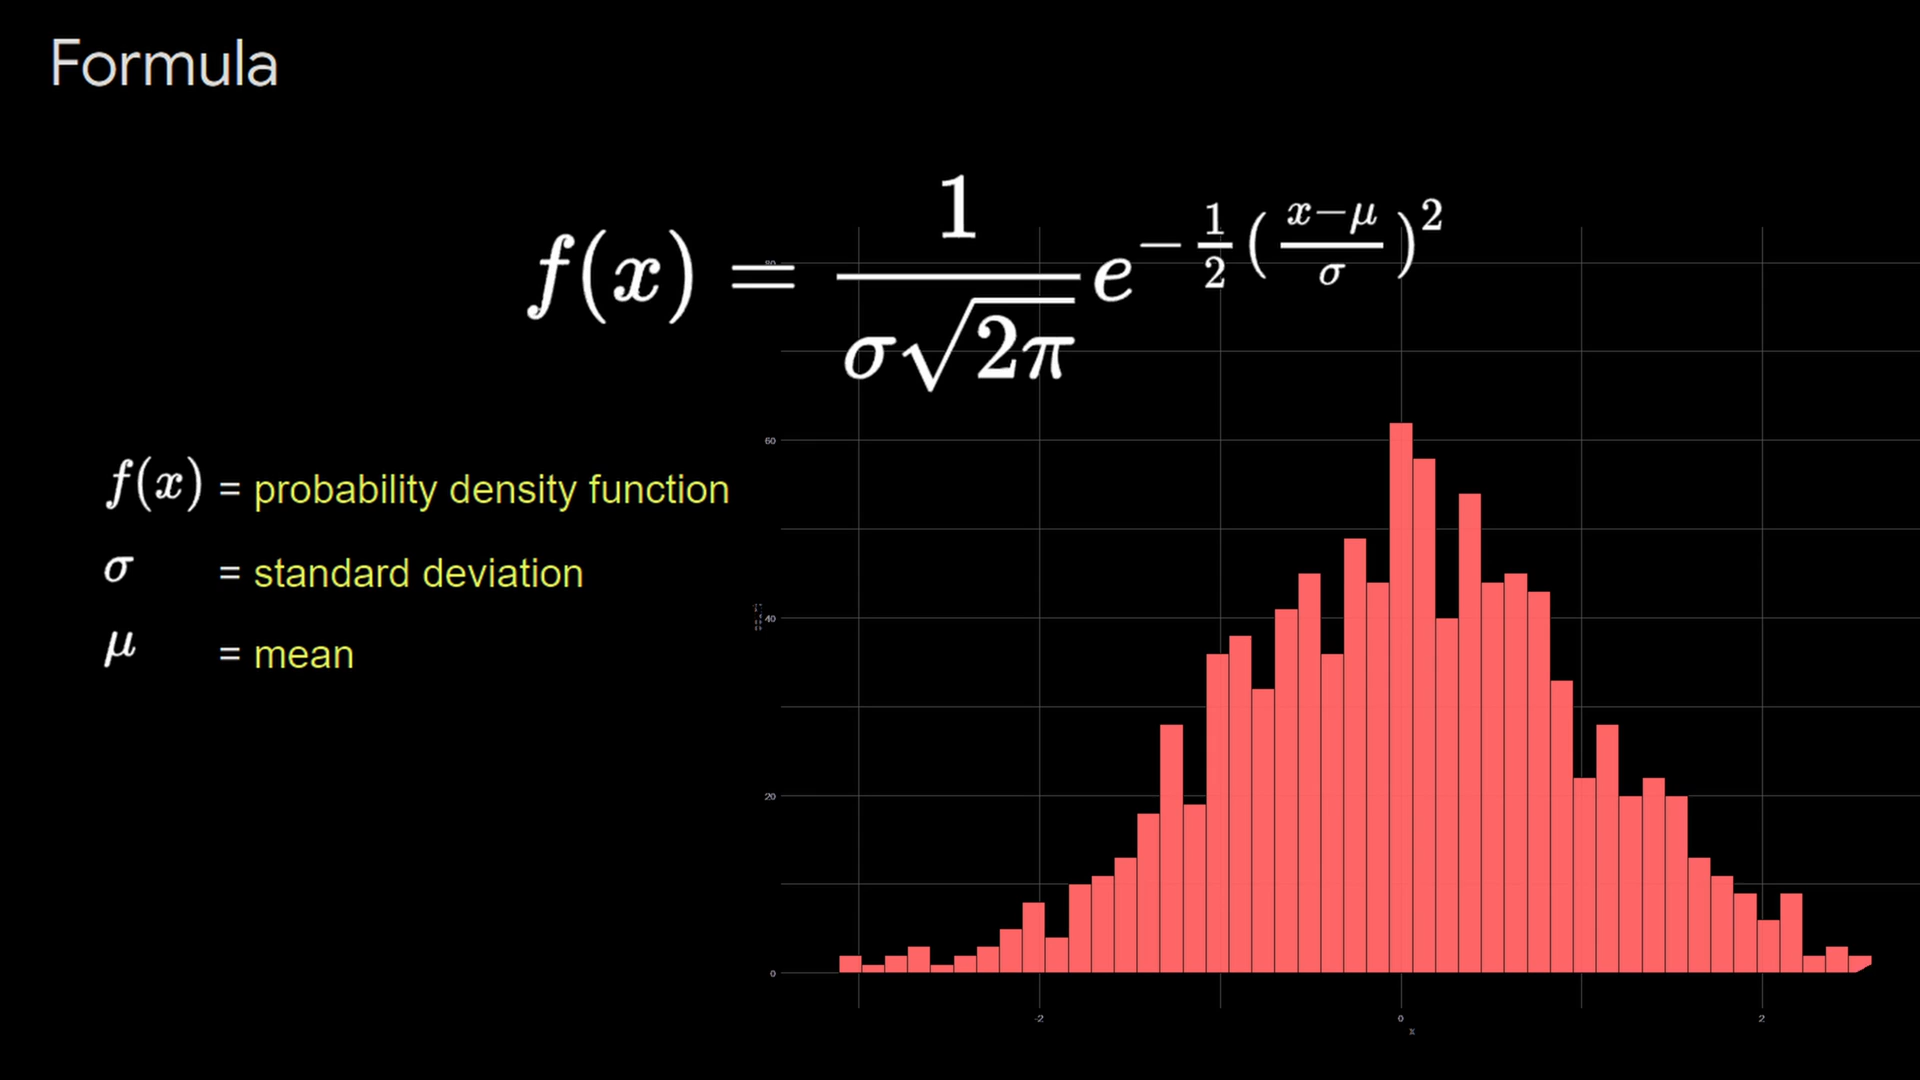 Formula
f(x) = 1/(σ√2π) e^−1/2((x−μ)/σ)^2
f(x) = probability density function
σ = standard deviation
μ = mean
80
60
40
20
0
-2 0 2
x